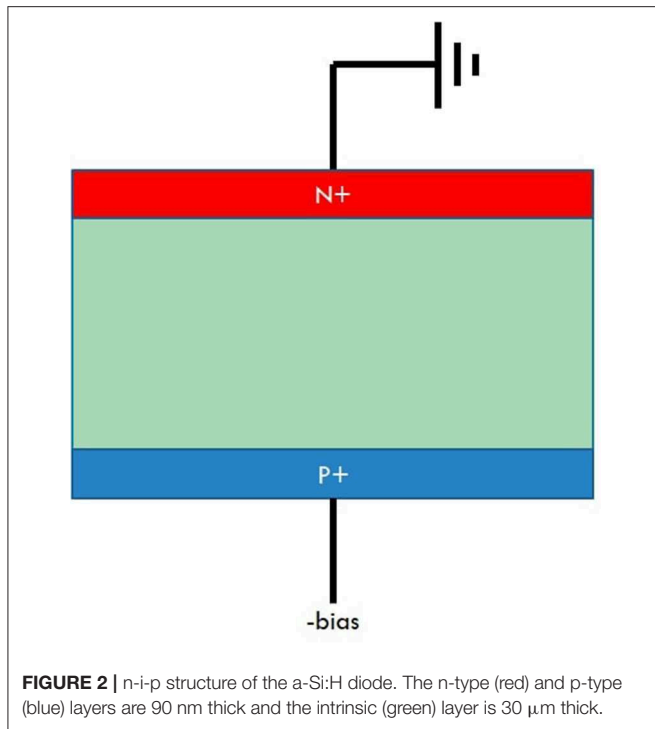 N+
P+
-bias
FIGURE 2 | n-i-p structure of the a-Si:H diode. The n-type (red) and p-type
(blue) layers are 90 nm thick and the intrinsic (green) layer is 30 μm thick.